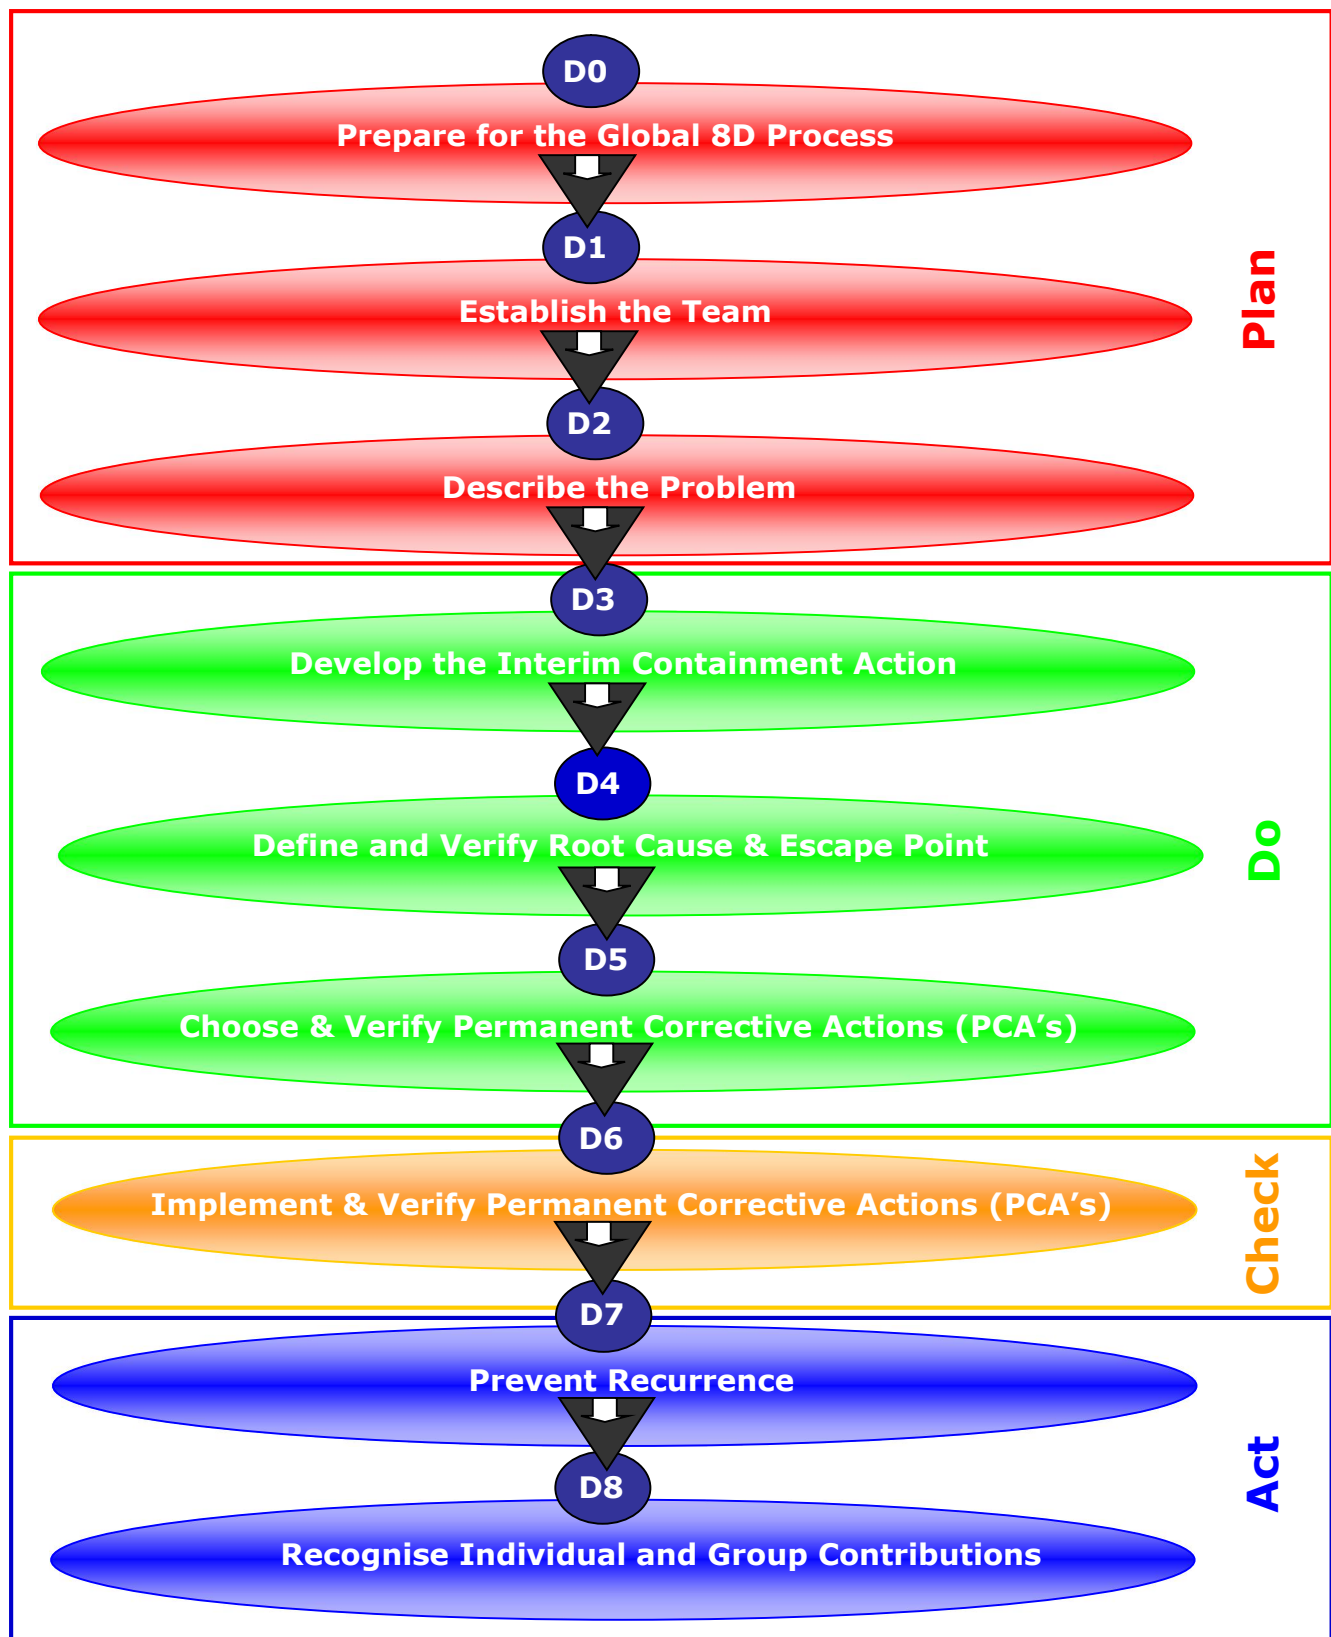 D0
Prepare for the Global 8D Process
D1
Establish the Team
D2
Describe the Problem
Plan
D3
Develop the Interim Containment Action
D4
Define and Verify Root Cause & Escape Point
D5
Choose & Verify Permanent Corrective Actions (PCA’s)
Do
D6
Implement & Verify Permanent Corrective Actions (PCA’s)
Check
D7
Prevent Recurrence
D8
Recognise Individual and Group Contributions
Act